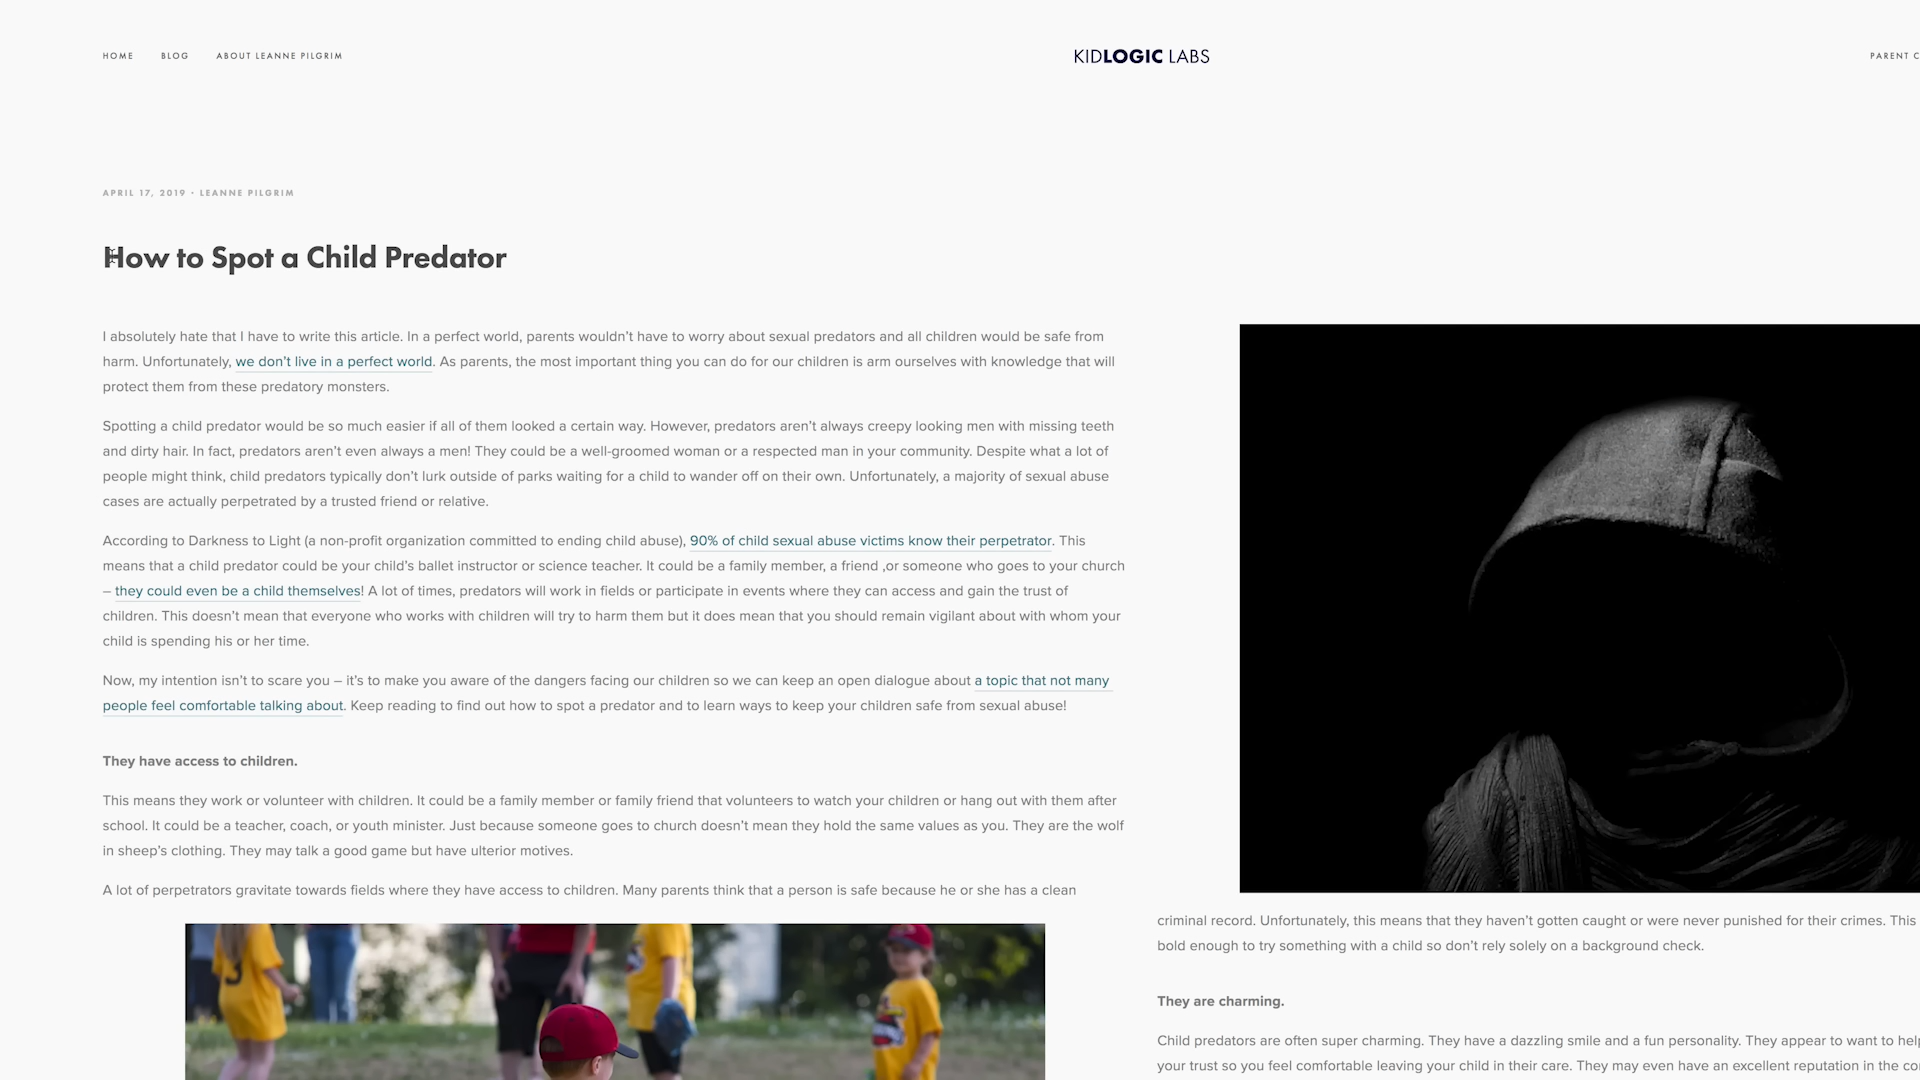 HOME BLOG ABOUT LEANNE PILGRIM
KIDLOGIC LABS
PARENT C
APRIL 17, 2019 · LEANNE PILGRIM
How to Spot a Child Predator
I absolutely hate that I have to write this article. In a perfect world, parents wouldn't have to worry about sexual predators and all children would be safe from
harm. Unfortunately, we don't live in a perfect world. As parents, the most important thing you can do for our children is arm ourselves with knowledge that will
protect them from these predatory monsters.
Spotting a child predator would be so much easier if all of them looked a certain way. However, predators aren't always creepy looking men with missing teeth
and dirty hair. In fact, predators aren't even always a men! They could be a well-groomed woman or a respected man in your community. Despite what a lot of
people might think, child predators typically don't lurk outside of parks waiting for a child to wander off on their own. Unfortunately, a majority of sexual abuse
cases are actually perpetrated by a trusted friend or relative.
According to Darkness to Light (a non-profit organization committed to ending child abuse), 90% of child sexual abuse victims know their perpetrator. This
means that a child predator could be your child's ballet instructor or science teacher. It could be a family member, a friend ,or someone who goes to your church
– they could even be a child themselves! A lot of times, predators will work in fields or participate in events where they can access and gain the trust of
children. This doesn't mean that everyone who works with children will try to harm them but it does mean that you should remain vigilant about with whom your
child is spending his or her time.
Now, my intention isn't to scare you – it's to make you aware of the dangers facing our children so we can keep an open dialogue about a topic that not many
people feel comfortable talking about. Keep reading to find out how to spot a predator and to learn ways to keep your children safe from sexual abuse!
They have access to children.
This means they work or volunteer with children. It could be a family member or family friend that volunteers to watch your children or hang out with them after
school. It could be a teacher, coach, or youth minister. Just because someone goes to church doesn't mean they hold the same values as you. They are the wolf
in sheep's clothing. They may talk a good game but have ulterior motives.
A lot of perpetrators gravitate towards fields where they have access to children. Many parents think that a person is safe because he or she has a clean
criminal record. Unfortunately, this means that they haven't gotten caught or were never punished for their crimes. This
bold enough to try something with a child so don't rely solely on a background check.
They are charming.
Child predators are often super charming. They have a dazzling smile and a fun personality. They appear to want to help
your trust so you feel comfortable leaving your child in their care. They may even have an excellent reputation in the co